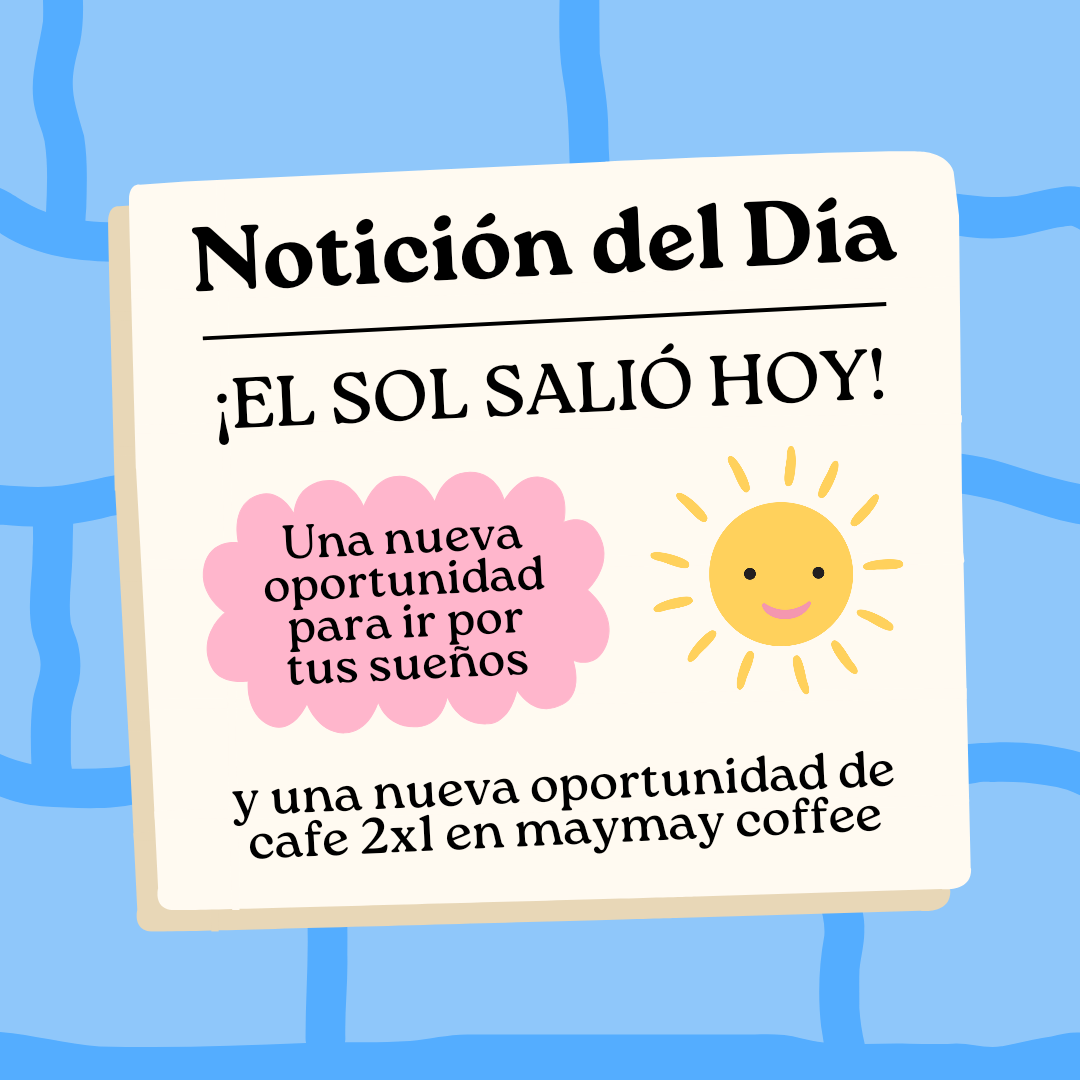 Notición del Día
¡EL SOL SALIÓ HOY!
Una nueva
oportunidad
para ir por
tus sueños
y una nueva oportunidad de
cafe 2x1 en maymay coffee